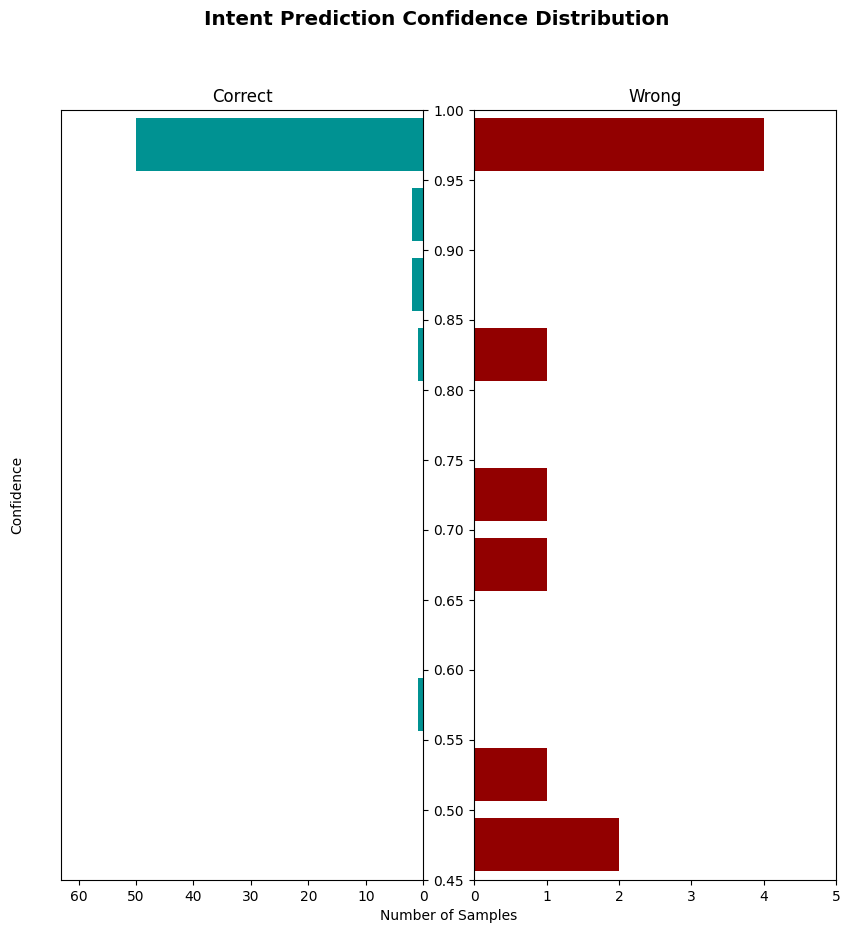 Intent Prediction Confidence Distribution
Correct
Wrong
1.00
0.95
0.90
0.85
0.80
0.75
0.70
0.65
0.60
0.55
0.50
0.45
Confidence
60 50 40 30 20 10 0
0 1 2 3 4 5
Number of Samples